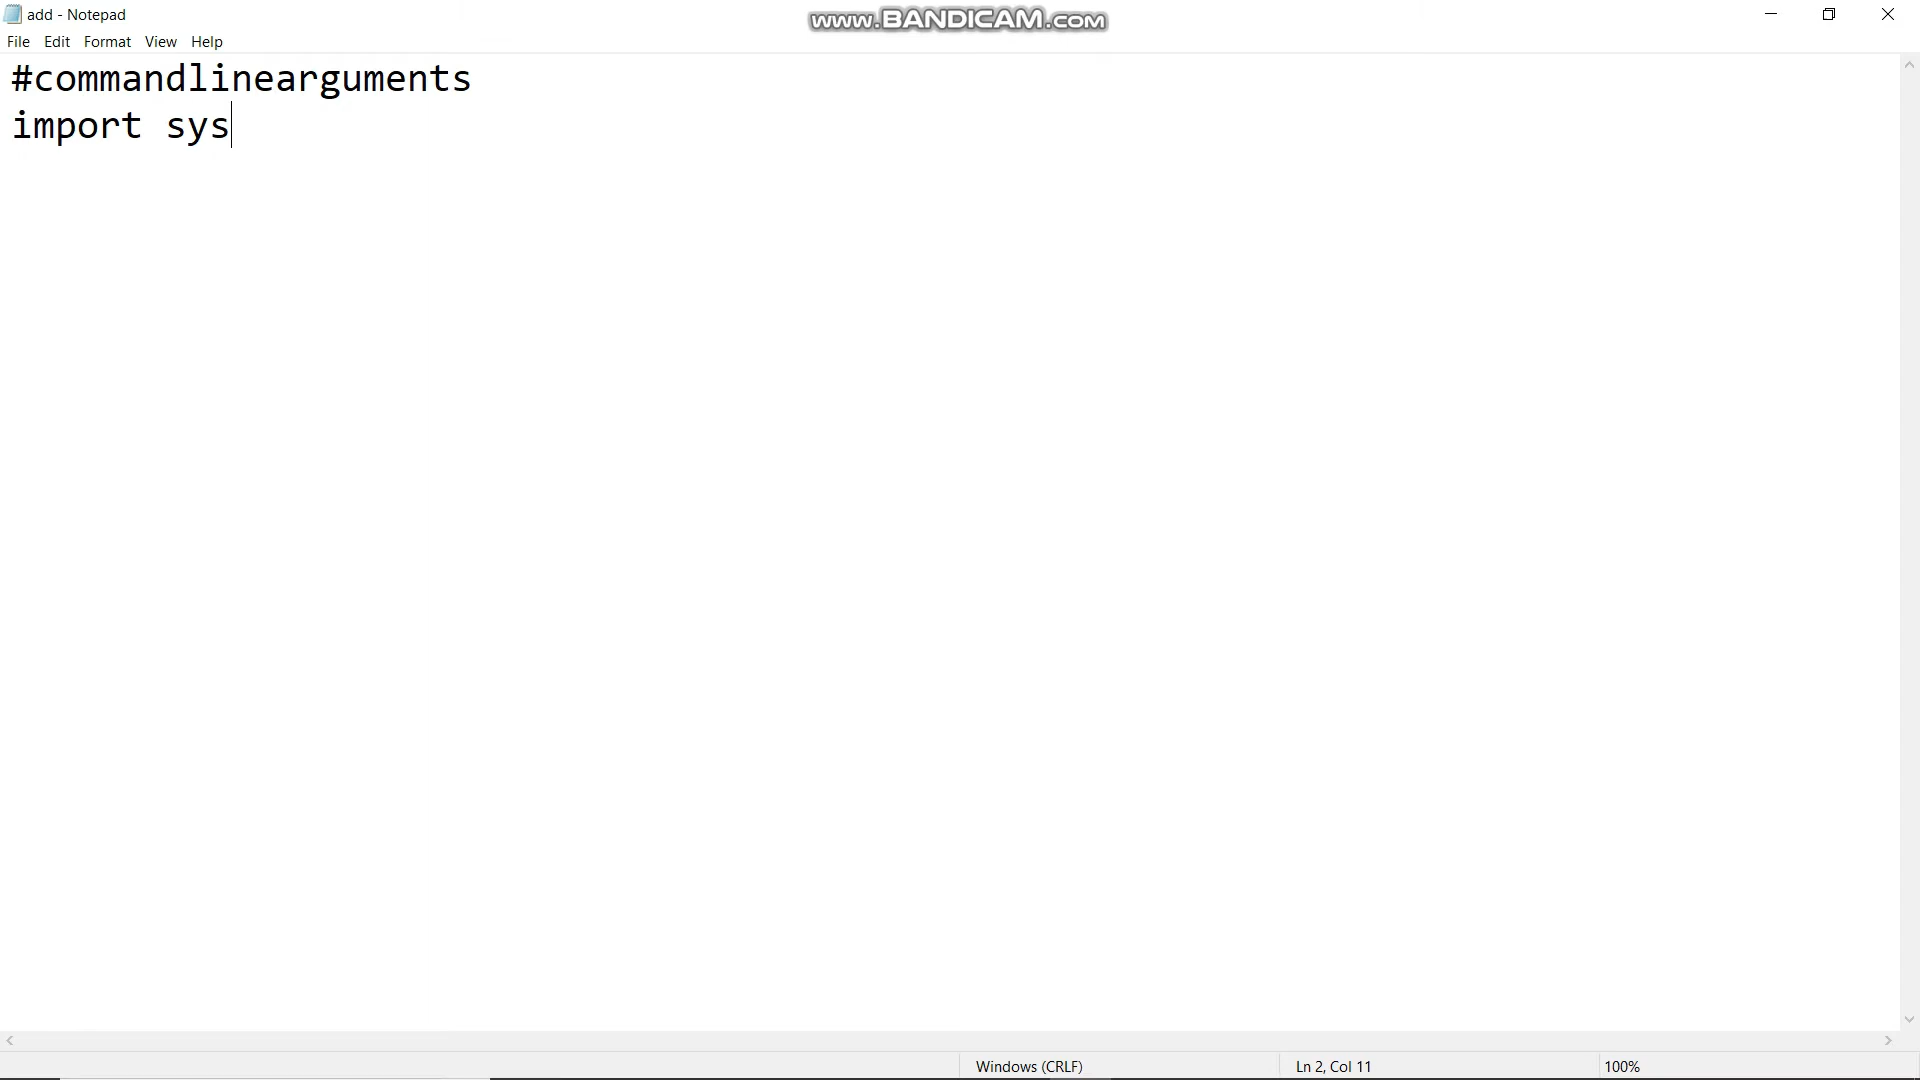 add - Notepad
www.BANDICAM.com
File Edit Format View Help
#commandlinearguments
import sys
Windows (CRLF) Ln 2, Col 11 100%